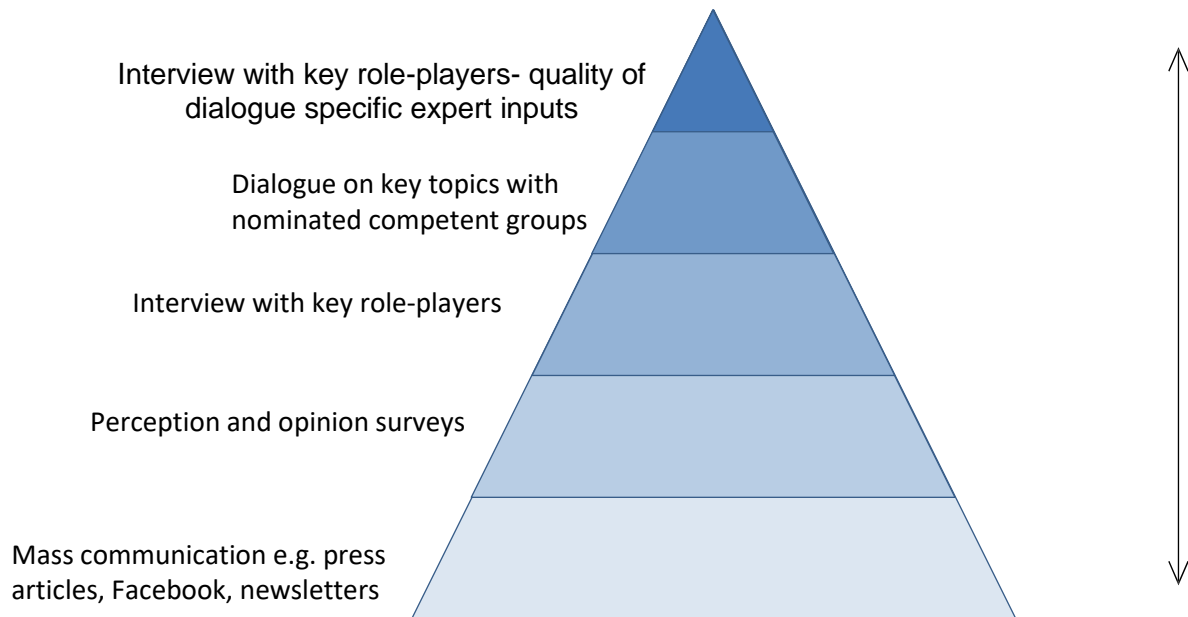 Interview with key role-players- quality of
dialogue specific expert inputs
Dialogue on key topics with
nominated competent groups
Interview with key role-players
Perception and opinion surveys
Mass communication e.g. press
articles, Facebook, newsletters